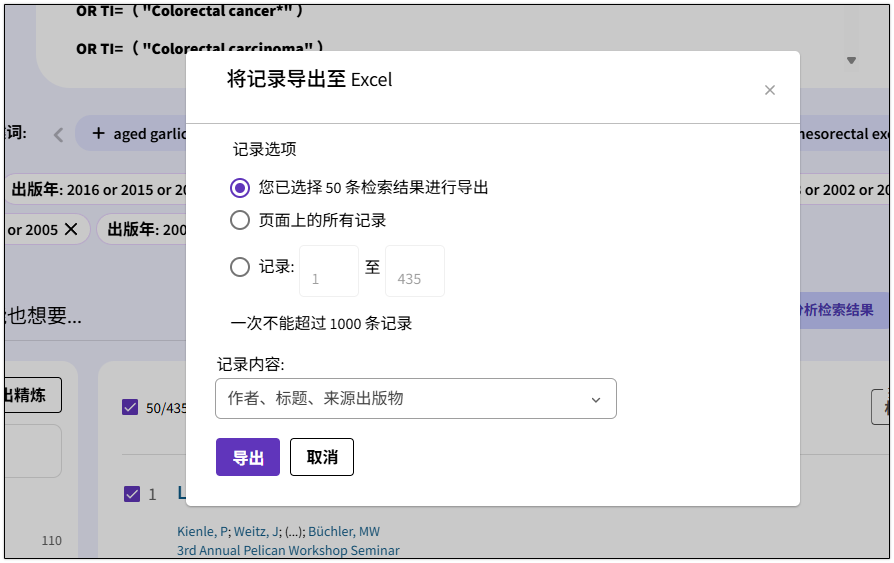 OR TI=（ "Colorectal cancer*" ）
OR TI=（ "Colorectal carcinoma" ）
将记录导出至 Excel
词:
aged garlic
mesorectal exc
记录选项
出版年: 2016 or 2015 or 20
or 2002 or 20
您已选择 50 条检索结果进行导出
页面上的所有记录
or 2005
出版年: 200
记录:
1
至
435
也想要...
分析检索结果
一次不能超过 1000 条记录
记录内容:
出精炼
作者、标题、来源出版物
50/435
导出
取消
1
L
110
Kienle, P; Weitz, J; (...); Büchler, MW
3rd Annual Pelican Workshop Seminar